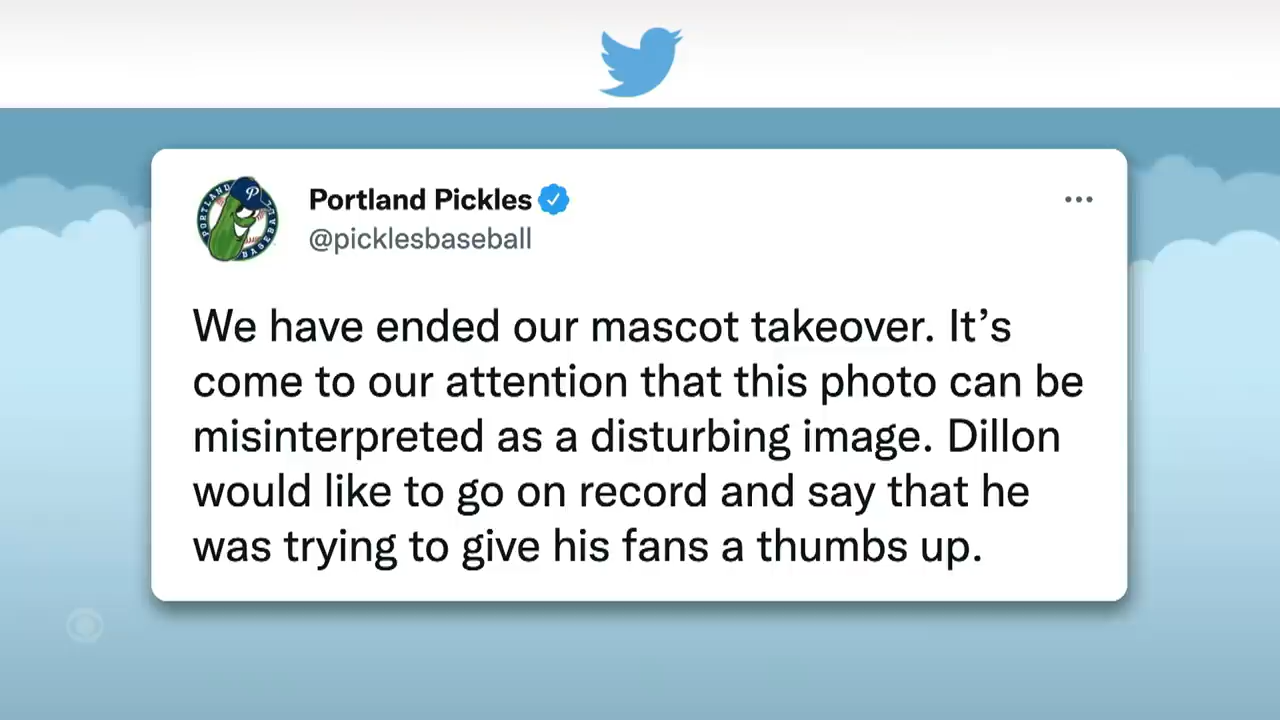 PORTLAND
P
BASEBALL
Portland Pickles
@picklesbaseball
We have ended our mascot takeover. It’s
come to our attention that this photo can be
misinterpreted as a disturbing image. Dillon
would like to go on record and say that he
was trying to give his fans a thumbs up.